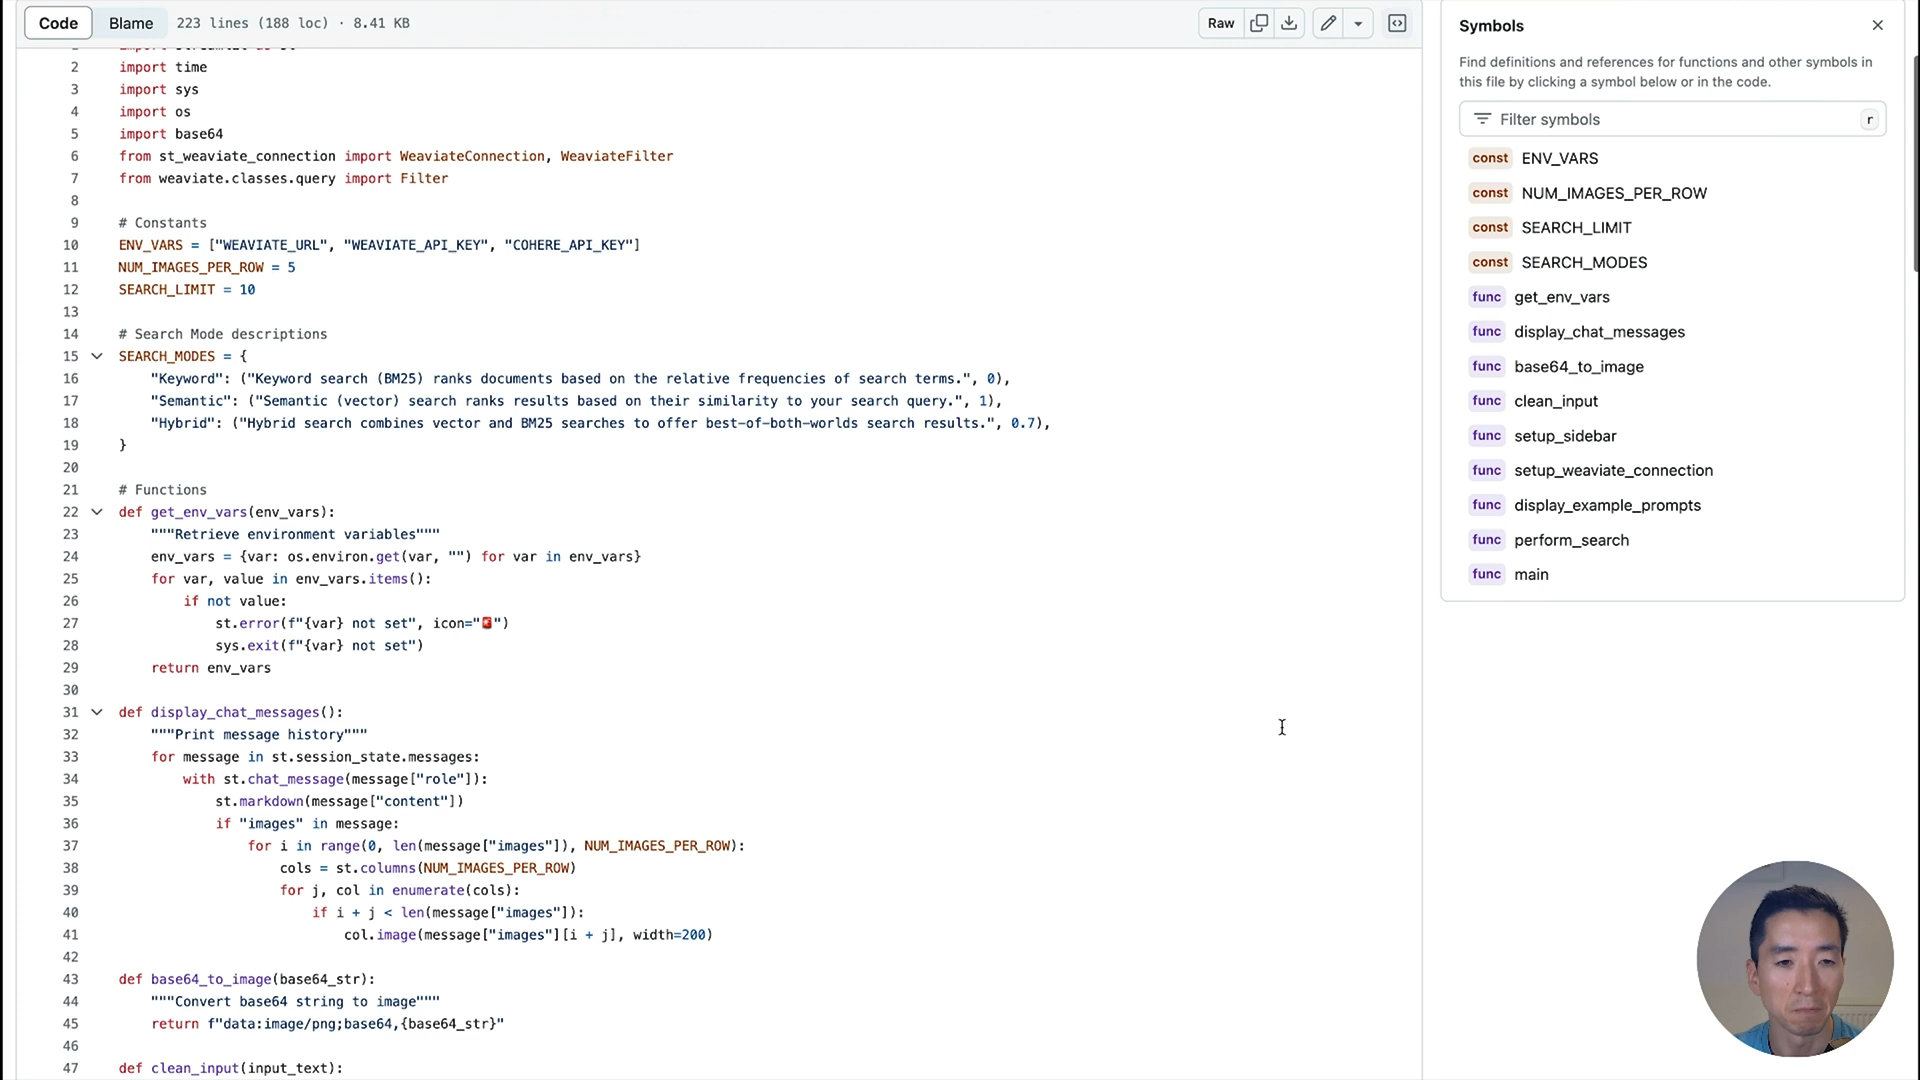 Code Blame 223 lines (188 loc) · 8.41 KB Raw
2 import time
3 import sys
4 import os
5 import base64
6 from st_weaviate_connection import WeaviateConnection, WeaviateFilter
7 from weaviate.classes.query import Filter
8
9 # Constants
10 ENV_VARS = ["WEAVIATE_URL", "WEAVIATE_API_KEY", "COHERE_API_KEY"]
11 NUM_IMAGES_PER_ROW = 5
12 SEARCH_LIMIT = 10
13
14 # Search Mode descriptions
15 SEARCH_MODES = {
16 "Keyword": ("Keyword search (BM25) ranks documents based on the relative frequencies of search terms.", 0),
17 "Semantic": ("Semantic (vector) search ranks results based on their similarity to your search query.", 1),
18 "Hybrid": ("Hybrid search combines vector and BM25 searches to offer best-of-both-worlds search results.", 0.7),
19 }
20
21 # Functions
22 def get_env_vars(env_vars):
23 """Retrieve environment variables"""
24 env_vars = {var: os.environ.get(var, "") for var in env_vars}
25 for var, value in env_vars.items():
26 if not value:
27 st.error(f"{var} not set", icon="🚨")
28 sys.exit(f"{var} not set")
29 return env_vars
30
31 def display_chat_messages():
32 """Print message history"""
33 for message in st.session_state.messages:
34 with st.chat_message(message["role"]):
35 st.markdown(message["content"])
36 if "images" in message:
37 for i in range(0, len(message["images"]), NUM_IMAGES_PER_ROW):
38 cols = st.columns(NUM_IMAGES_PER_ROW)
39 for j, col in enumerate(cols):
40 if i + j < len(message["images"]):
41 col.image(message["images"][i + j], width=200)
42
43 def base64_to_image(base64_str):
44 """Convert base64 string to image"""
45 return f"data:image/png;base64,{base64_str}"
46
47 def clean_input(input_text):
Symbols
Find definitions and references for functions and other symbols in
this file by clicking a symbol below or in the code.
Filter symbols r
const ENV_VARS
const NUM_IMAGES_PER_ROW
const SEARCH_LIMIT
const SEARCH_MODES
func get_env_vars
func display_chat_messages
func base64_to_image
func clean_input
func setup_sidebar
func setup_weaviate_connection
func display_example_prompts
func perform_search
func main